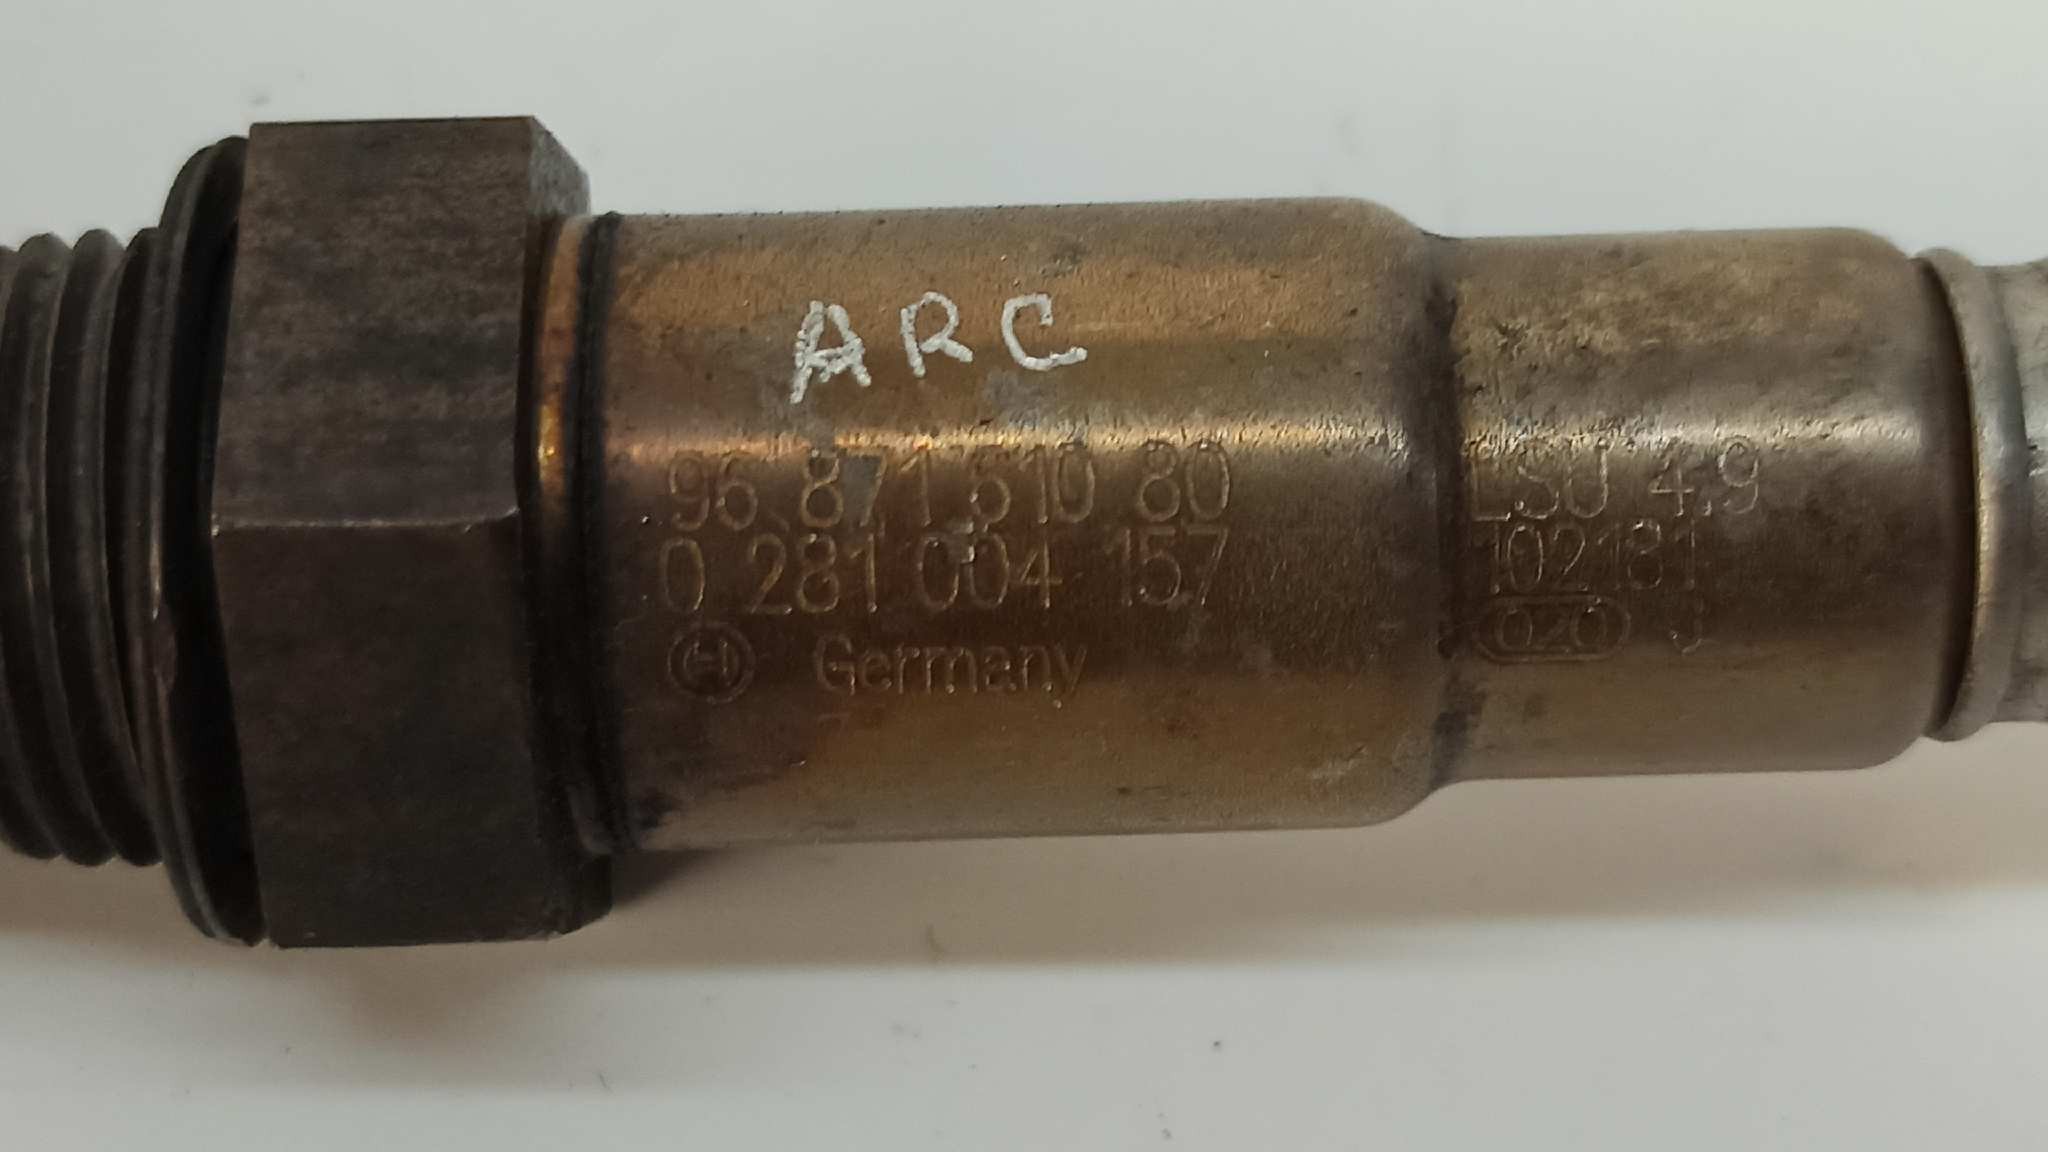 ARC
96 871 610 80
0 281 004 157
Germany
LSU 4.9
102181
020 J